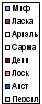 Миф
Ласка
Ариэль
Сарма
Дени
Лоск
Аист
Персил